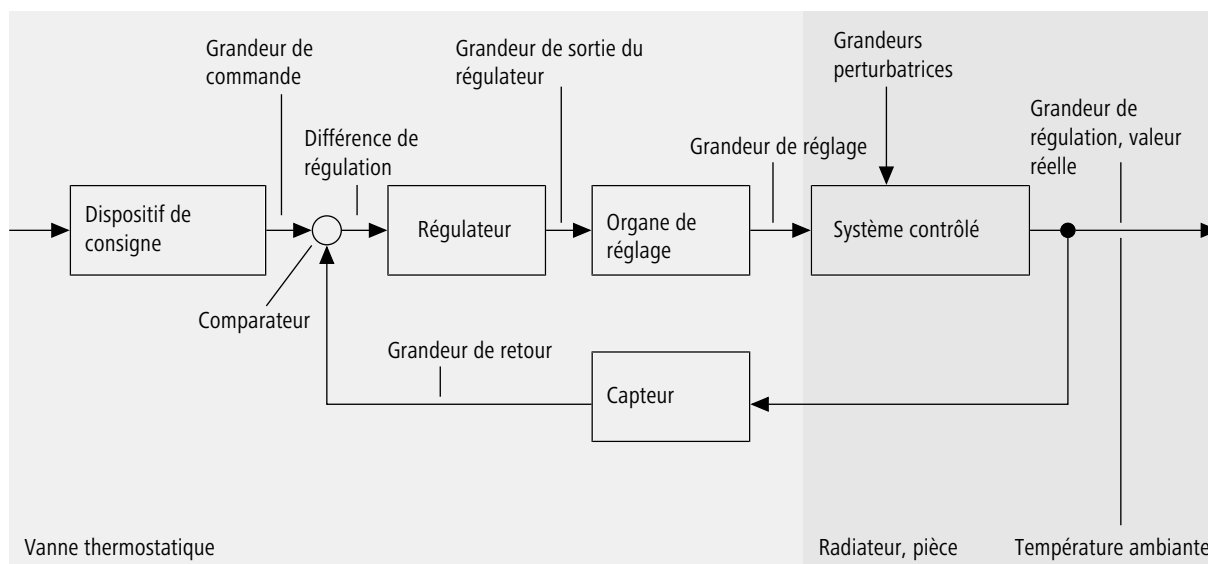 Grandeur de
commande
Grandeur de sortie du
régulateur
Grandeurs
perturbatrices
Grandeur de
régulation, valeur
réelle
Différence de
régulation
Grandeur de réglage
Dispositif de
consigne
Régulateur
Organe de
réglage
Système contrôlé
Comparateur
Grandeur de retour
Capteur
Vanne thermostatique
Radiateur, pièce
Température ambiante